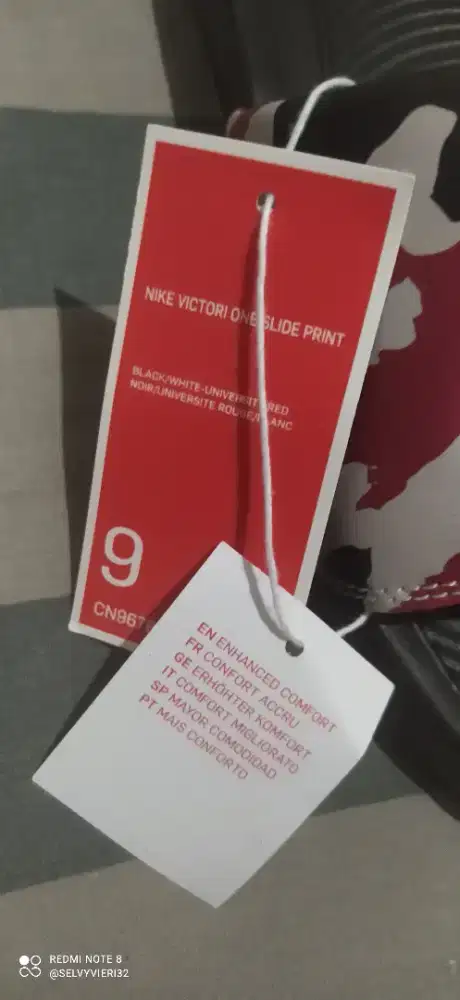 NIKE VICTORI ONE SLIDE PRINT
BLACK/WHITE-UNIVERSITY RED
NOIR/UNIVERSITE ROUGE/BLANC
9
CN967
EN ENHANCED COMFORT
FR CONFORT ACCRU
GE ERHÖHTER KOMFORT
IT COMFORT MIGLIORATO
SP MAYOR COMODIDAD
PT MAIS CONFORTO
REDMI NOTE 8
@SELVYVIERI32